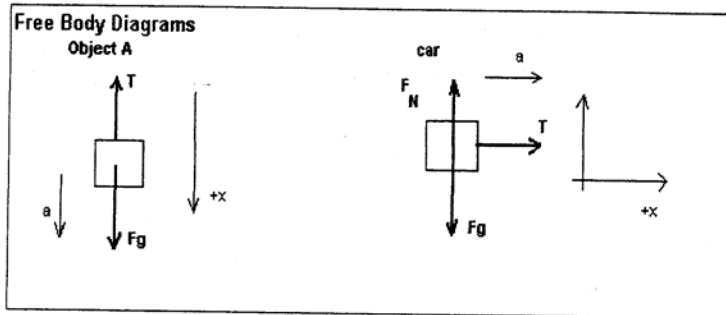 Free Body Diagrams
Object A
car
T
a
+x
Fg
a
F
N
T
Fg
+x